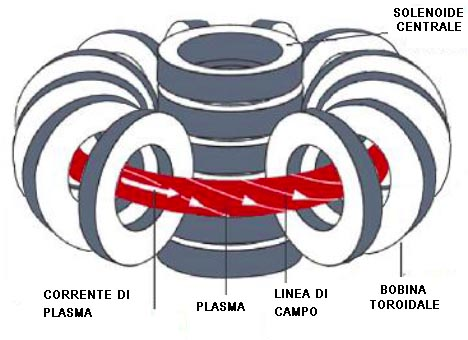 SOLENOIDE
CENTRALE
CORRENTE DI
PLASMA
PLASMA
LINEA DI
CAMPO
BOBINA
TOROIDALE